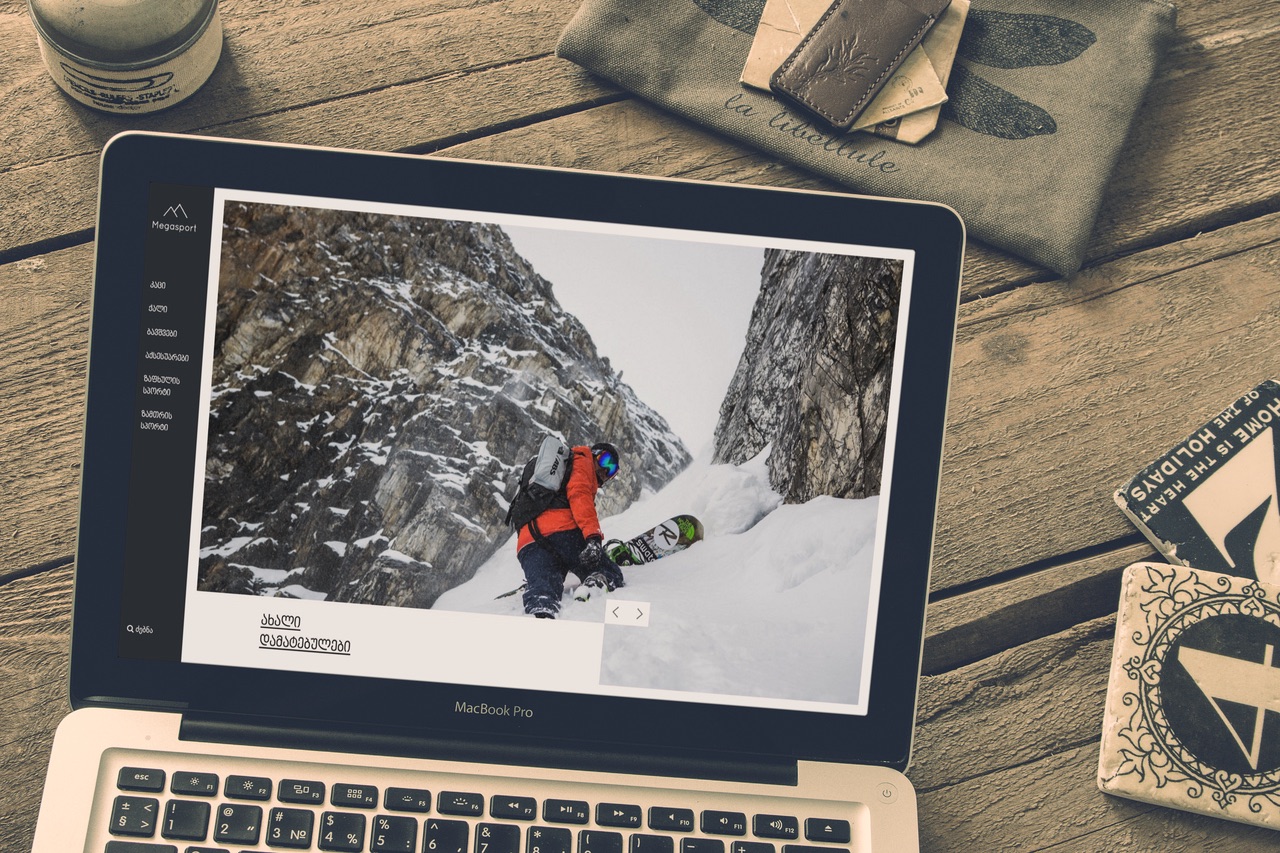 la libellule
Megasport
კაცი
ქალი
ბავშვები
აქსესუარები
ზაფხულის
სპორტი
ზამთრის
სპორტი
ძებნა
ახალი
დამატებულები
MacBook Pro
HOME IS THE HEART
OF THE HOLIDAYS
esc
F1
F2
F3
F4
F5
F6
F7
F8
F9
F10
F11
F12
± <
§ >
!
1
@
2 "
#
3 №
$
4 %
%
5 :
^
6 ,
&
7
*
8